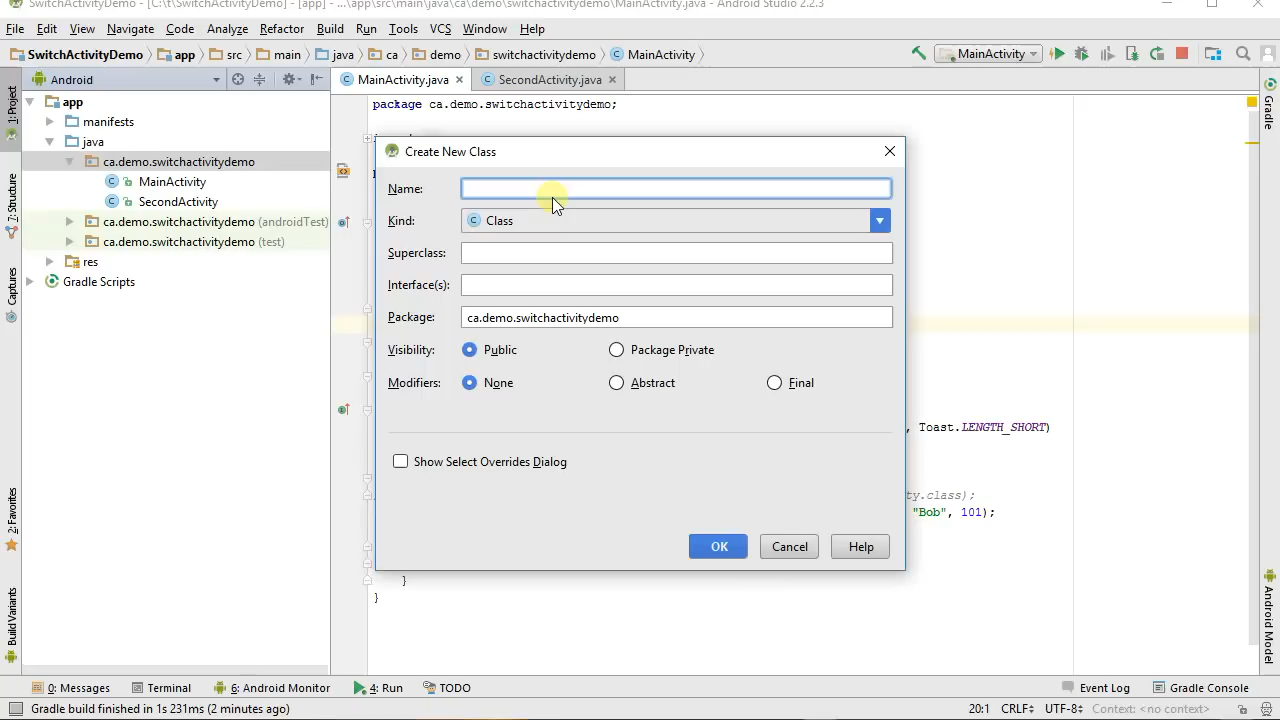 SwitchActivityDemo - [C:\t\SwitchActivityDemo] - [app] - ...\app\src\main\java\ca\demo\switchactivitydemo\MainActivity.java - Android Studio 2.2.3
File Edit View Navigate Code Analyze Refactor Build Run Tools VCS Window Help
SwitchActivityDemo app src main java ca demo switchactivitydemo MainActivity MainActivity
Android MainActivity.java SecondActivity.java
1: Project
7: Structure
Captures
2: Favorites
Build Variants
app
manifests
java
ca.demo.switchactivitydemo
MainActivity
SecondActivity
ca.demo.switchactivitydemo (androidTest)
ca.demo.switchactivitydemo (test)
res
Gradle Scripts
package ca.demo.switchactivitydemo;
Create New Class
Name:
Kind: Class
Superclass:
Interface(s):
Package: ca.demo.switchactivitydemo
Visibility: Public Package Private
Modifiers: None Abstract Final
Show Select Overrides Dialog
OK Cancel Help
, Toast.LENGTH_SHORT)
ty.class);
"Bob", 101);
}
}
Gradle
Android Model
0: Messages Terminal 6: Android Monitor 4: Run TODO Event Log Gradle Console
Gradle build finished in 1s 231ms (2 minutes ago) 20:1 CRLF UTF-8 Context: <no context>